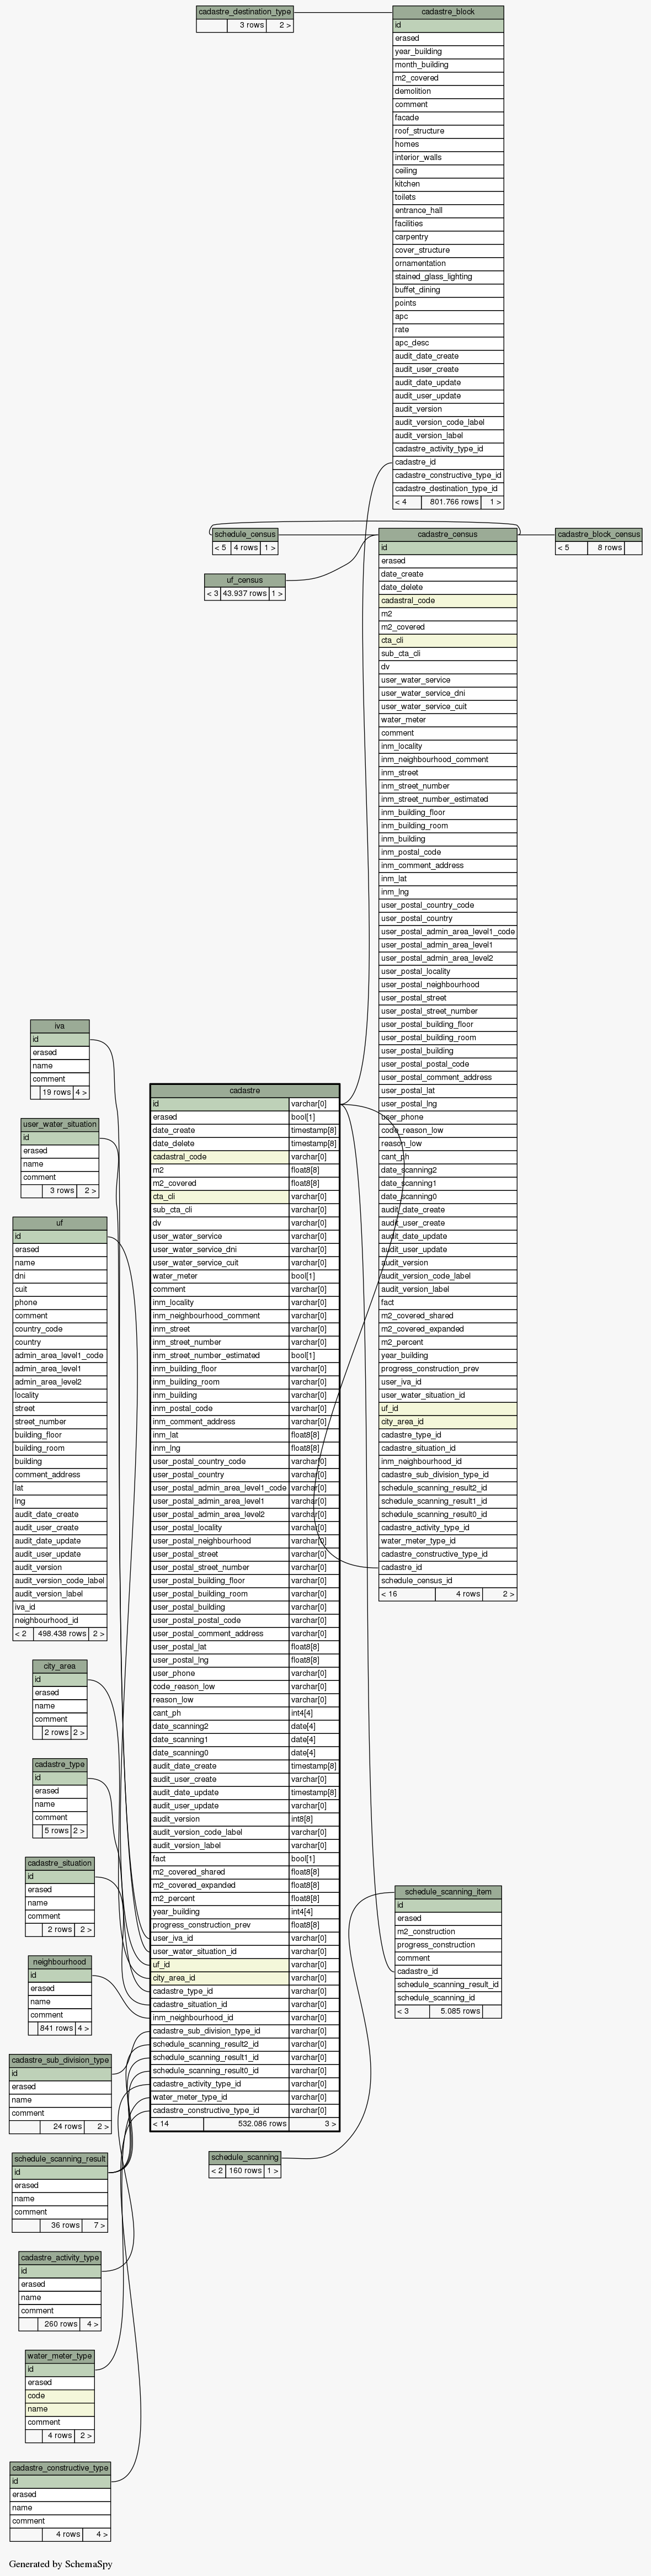 cadastre_destination_type
3 rows 2 >
cadastre_block
id
erased
year_building
month_building
m2_covered
demolition
comment
facade
roof_structure
homes
interior_walls
ceiling
kitchen
toilets
entrance_hall
facilities
carpentry
cover_structure
ornamentation
stained_glass_lighting
buffet_dining
points
apc
rate
apc_desc
audit_date_create
audit_user_create
audit_date_update
audit_user_update
audit_version
audit_version_code_label
audit_version_label
cadastre_activity_type_id
cadastre_id
cadastre_constructive_type_id
cadastre_destination_type_id
< 4 801.766 rows 1 >
schedule_census
< 5 4 rows 1 >
uf_census
< 3 43.937 rows 1 >
cadastre_block_census
< 5 8 rows
cadastre_census
id
erased
date_create
date_delete
cadastral_code
m2
m2_covered
cta_cli
sub_cta_cli
dv
user_water_service
user_water_service_dni
user_water_service_cuit
water_meter
comment
inm_locality
inm_neighbourhood_comment
inm_street
inm_street_number
inm_street_number_estimated
inm_building_floor
inm_building_room
inm_building
inm_postal_code
inm_comment_address
inm_lat
inm_lng
user_postal_country_code
user_postal_country
user_postal_admin_area_level1_code
user_postal_admin_area_level1
user_postal_admin_area_level2
user_postal_locality
user_postal_neighbourhood
user_postal_street
user_postal_street_number
user_postal_building_floor
user_postal_building_room
user_postal_building
user_postal_postal_code
user_postal_comment_address
user_postal_lat
user_postal_lng
user_phone
code_reason_low
reason_low
cant_ph
date_scanning2
date_scanning1
date_scanning0
audit_date_create
audit_user_create
audit_date_update
audit_user_update
audit_version
audit_version_code_label
audit_version_label
fact
m2_covered_shared
m2_covered_expanded
m2_percent
year_building
progress_construction_prev
user_iva_id
user_water_situation_id
uf_id
city_area_id
cadastre_type_id
cadastre_situation_id
inm_neighbourhood_id
cadastre_sub_division_type_id
schedule_scanning_result2_id
schedule_scanning_result1_id
schedule_scanning_result0_id
cadastre_activity_type_id
water_meter_type_id
cadastre_constructive_type_id
cadastre_id
schedule_census_id
< 16 4 rows 2 >
iva
id
erased
name
comment
19 rows 4 >
user_water_situation
id
erased
name
comment
3 rows 2 >
uf
id
erased
name
dni
cuit
phone
comment
country_code
country
admin_area_level1_code
admin_area_level1
admin_area_level2
locality
street
street_number
building_floor
building_room
building
comment_address
lat
lng
audit_date_create
audit_user_create
audit_date_update
audit_user_update
audit_version
audit_version_code_label
audit_version_label
iva_id
neighbourhood_id
< 2 498.438 rows 2 >
city_area
id
erased
name
comment
2 rows 2 >
cadastre_type
id
erased
name
comment
5 rows 2 >
cadastre_situation
id
erased
name
comment
2 rows 2 >
neighbourhood
id
erased
name
comment
841 rows 4 >
cadastre_sub_division_type
id
erased
name
comment
24 rows 2 >
schedule_scanning_result
id
erased
name
comment
36 rows 7 >
cadastre_activity_type
id
erased
name
comment
260 rows 4 >
water_meter_type
id
erased
code
name
comment
4 rows 2 >
cadastre_constructive_type
id
erased
name
comment
4 rows 4 >
cadastre
id varchar[0]
erased bool[1]
date_create timestamp[8]
date_delete timestamp[8]
cadastral_code varchar[0]
m2 float8[8]
m2_covered float8[8]
cta_cli varchar[0]
sub_cta_cli varchar[0]
dv varchar[0]
user_water_service varchar[0]
user_water_service_dni varchar[0]
user_water_service_cuit varchar[0]
water_meter bool[1]
comment varchar[0]
inm_locality varchar[0]
inm_neighbourhood_comment varchar[0]
inm_street varchar[0]
inm_street_number varchar[0]
inm_street_number_estimated bool[1]
inm_building_floor varchar[0]
inm_building_room varchar[0]
inm_building varchar[0]
inm_postal_code varchar[0]
inm_comment_address varchar[0]
inm_lat float8[8]
inm_lng float8[8]
user_postal_country_code varchar[0]
user_postal_country varchar[0]
user_postal_admin_area_level1_code varchar[0]
user_postal_admin_area_level1 varchar[0]
user_postal_admin_area_level2 varchar[0]
user_postal_locality varchar[0]
user_postal_neighbourhood varchar[0]
user_postal_street varchar[0]
user_postal_street_number varchar[0]
user_postal_building_floor varchar[0]
user_postal_building_room varchar[0]
user_postal_building varchar[0]
user_postal_postal_code varchar[0]
user_postal_comment_address varchar[0]
user_postal_lat float8[8]
user_postal_lng float8[8]
user_phone varchar[0]
code_reason_low varchar[0]
reason_low varchar[0]
cant_ph int4[4]
date_scanning2 date[4]
date_scanning1 date[4]
date_scanning0 date[4]
audit_date_create timestamp[8]
audit_user_create varchar[0]
audit_date_update timestamp[8]
audit_user_update varchar[0]
audit_version int8[8]
audit_version_code_label varchar[0]
audit_version_label varchar[0]
fact bool[1]
m2_covered_shared float8[8]
m2_covered_expanded float8[8]
m2_percent float8[8]
year_building int4[4]
progress_construction_prev float8[8]
user_iva_id varchar[0]
user_water_situation_id varchar[0]
uf_id varchar[0]
city_area_id varchar[0]
cadastre_type_id varchar[0]
cadastre_situation_id varchar[0]
inm_neighbourhood_id varchar[0]
cadastre_sub_division_type_id varchar[0]
schedule_scanning_result2_id varchar[0]
schedule_scanning_result1_id varchar[0]
schedule_scanning_result0_id varchar[0]
cadastre_activity_type_id varchar[0]
water_meter_type_id varchar[0]
cadastre_constructive_type_id varchar[0]
< 14 532.086 rows 3 >
schedule_scanning_item
id
erased
m2_construction
progress_construction
comment
cadastre_id
schedule_scanning_result_id
schedule_scanning_id
< 3 5.085 rows
schedule_scanning
< 2 160 rows 1 >
Generated by SchemaSpy